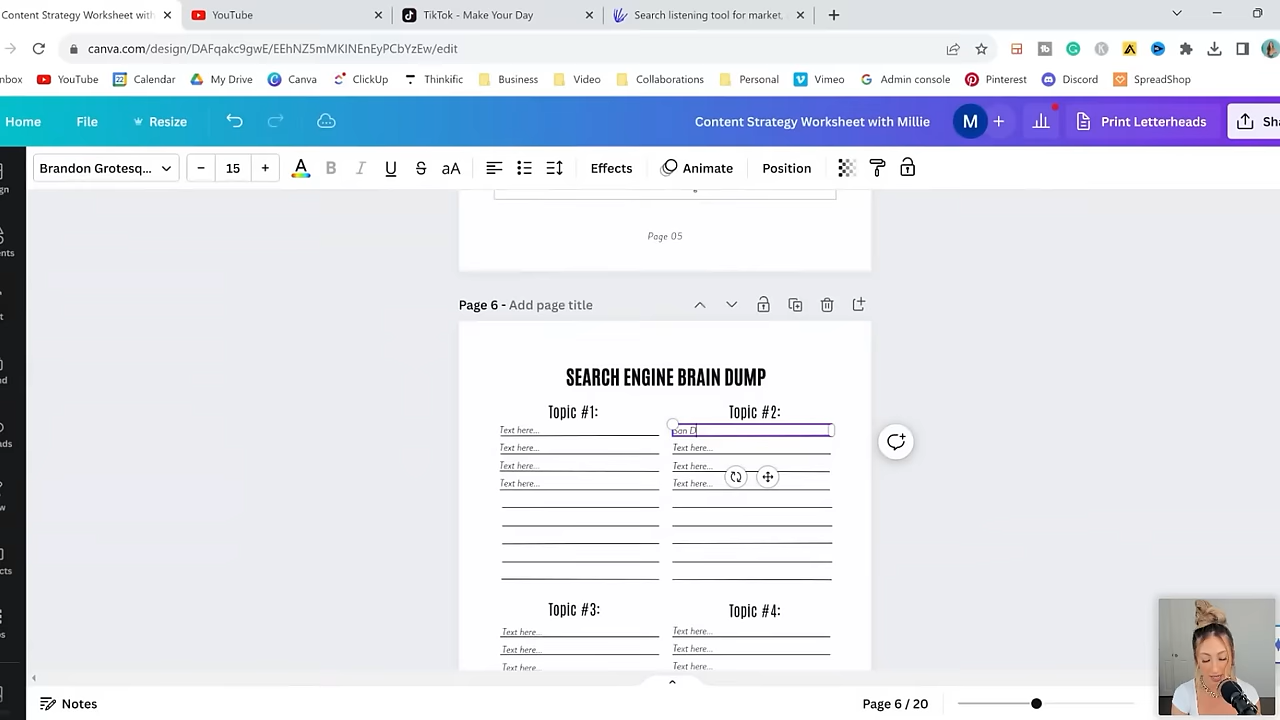 Content Strategy Worksheet with
YouTube
TikTok - Make Your Day
Search listening tool for market,
canva.com/design/DAFqakc9gwE/EEhNZ5mMKINEnEyPCbYzEw/edit
nbox
YouTube
Calendar
My Drive
Canva
ClickUp
Thinkific
Business
Video
Collaborations
Personal
Vimeo
Admin console
Pinterest
Discord
SpreadShop
Home
File
Resize
Content Strategy Worksheet with Millie
M
Print Letterheads
Sha
Brandon Grotesq...
15
A
B
I
U
S
aA
Effects
Animate
Position
Page 05
Page 6 - Add page title
SEARCH ENGINE BRAIN DUMP
Topic #1:
Text here...
Text here...
Text here...
Text here...
Topic #2:
San D
Text here...
Text here...
Text here...
Topic #3:
Text here...
Text here...
Text here...
Topic #4:
Text here...
Text here...
Text here...
Notes
Page 6 / 20